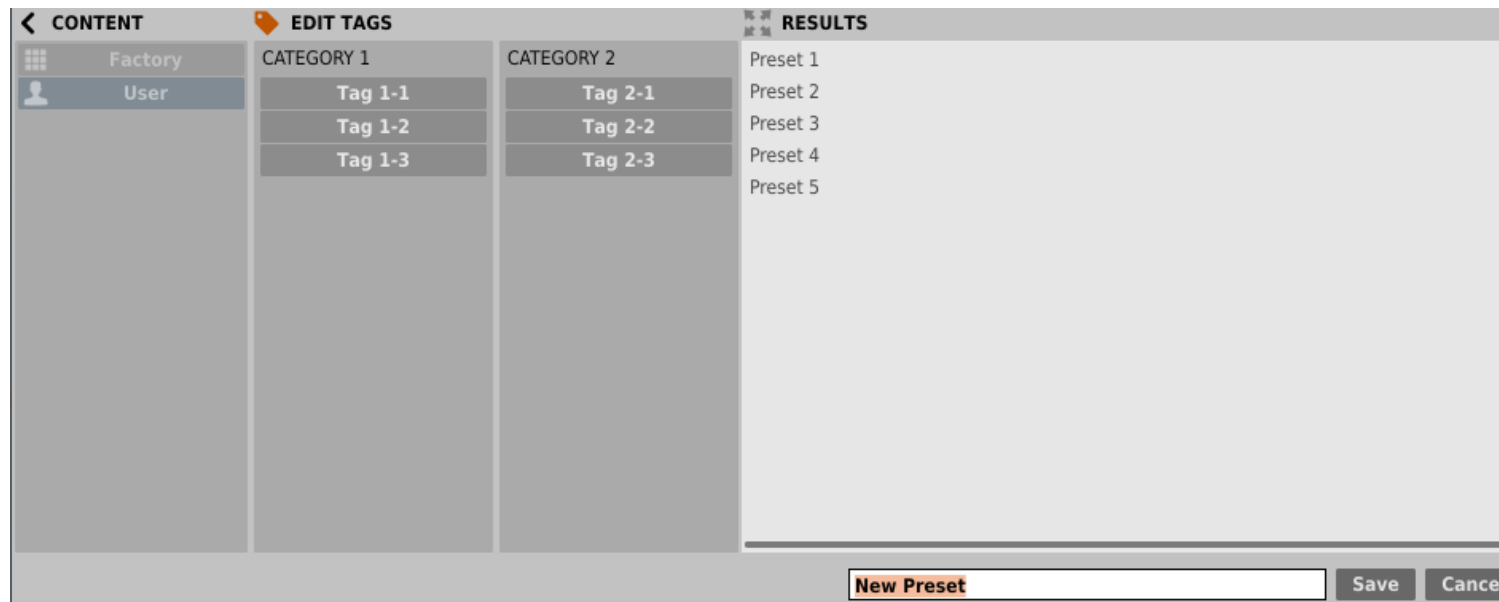 CONTENT
EDIT TAGS
RESULTS
Factory
User
CATEGORY 1
Tag 1-1
Tag 1-2
Tag 1-3
CATEGORY 2
Tag 2-1
Tag 2-2
Tag 2-3
Preset 1
Preset 2
Preset 3
Preset 4
Preset 5
New Preset
Save
Cance